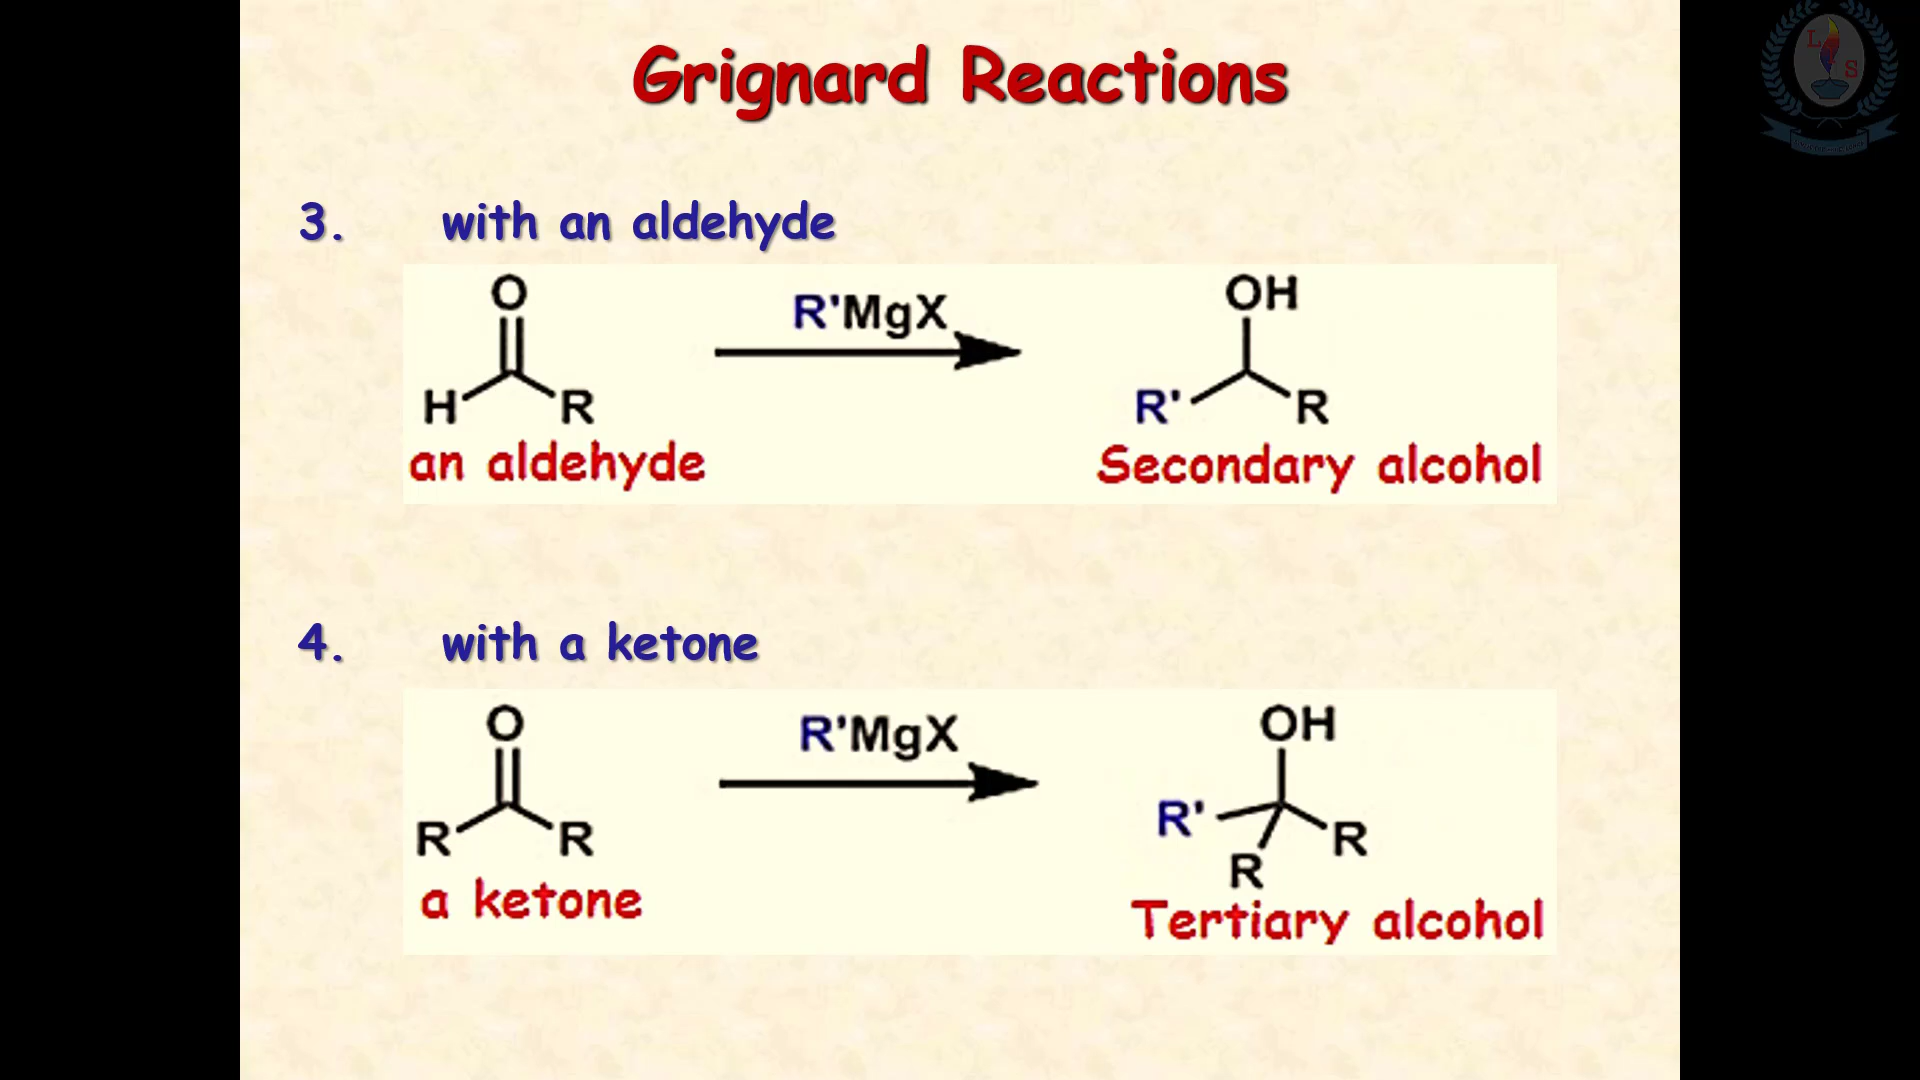 Grignard Reactions
L
S
3. with an aldehyde
O
R'MgX
OH
H
R
R'
R
an aldehyde
Secondary alcohol
4. with a ketone
O
R'MgX
OH
R
R
R'
R
R
a ketone
Tertiary alcohol